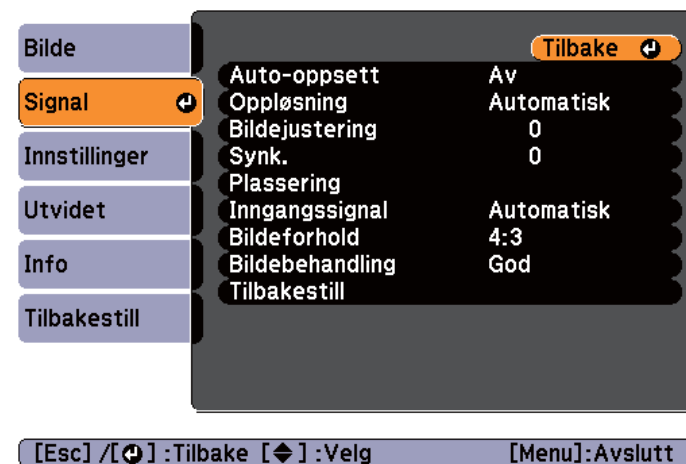 Bilde
Signal
Innstillinger
Utvidet
Info
Tilbakestill
Tilbake
Auto-oppsett Av
Oppløsning Automatisk
Bildejustering 0
Synk. 0
Plassering
Inngangssignal Automatisk
Bildeforhold 4:3
Bildebehandling God
Tilbakestill
[Esc] /[⏎] :Tilbake [◆] :Velg [Menu]:Avslutt